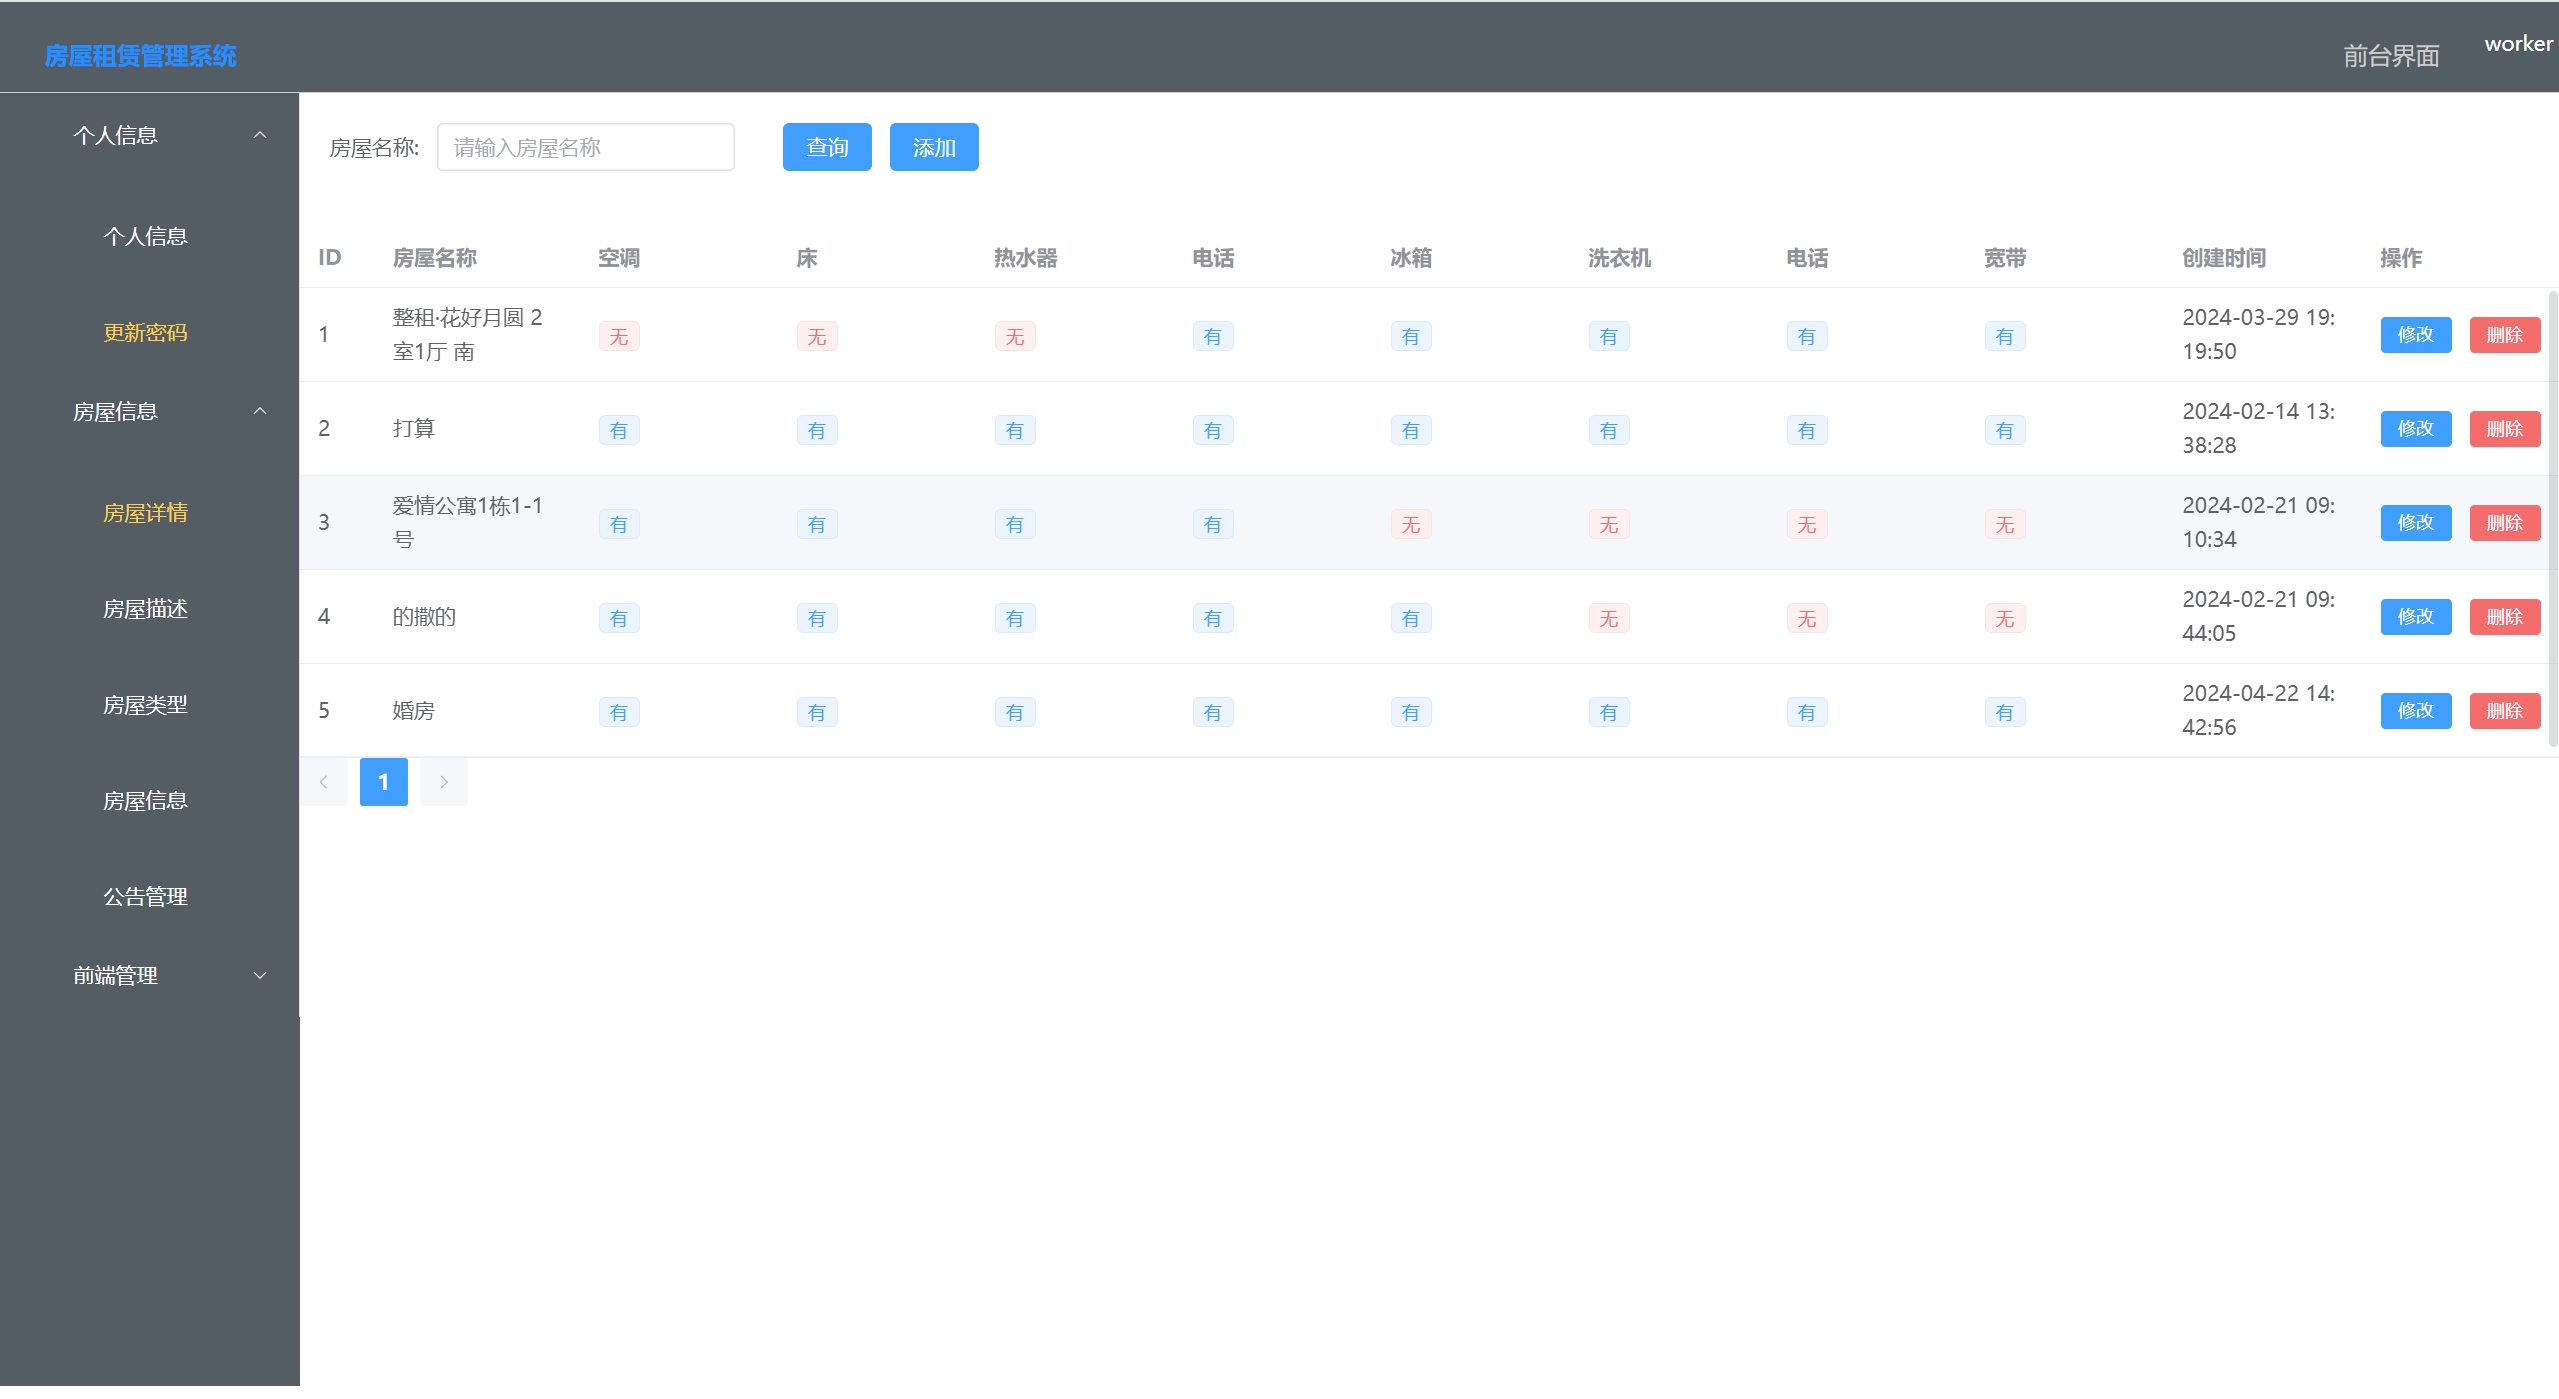 房屋租赁管理系统
前台界面
worker
个人信息
个人信息
更新密码
房屋信息
房屋详情
房屋描述
房屋类型
房屋信息
公告管理
前端管理
房屋名称: 请输入房屋名称 查询 添加
ID 房屋名称 空调 床 热水器 电话 冰箱 洗衣机 电话 宽带 创建时间 操作
1 整租·花好月圆 2
室1厅 南
无 无 无 有 有 有 有 有
2024-03-29 19:
19:50
修改 删除
2 打算 有 有 有 有 有 有 有 有
2024-02-14 13:
38:28
修改 删除
3 爱情公寓1栋1-1
号
有 有 有 有 无 无 无 无
2024-02-21 09:
10:34
修改 删除
4 的撒的 有 有 有 有 有 无 无 无
2024-02-21 09:
44:05
修改 删除
5 婚房 有 有 有 有 有 有 有 有
2024-04-22 14:
42:56
修改 删除
1